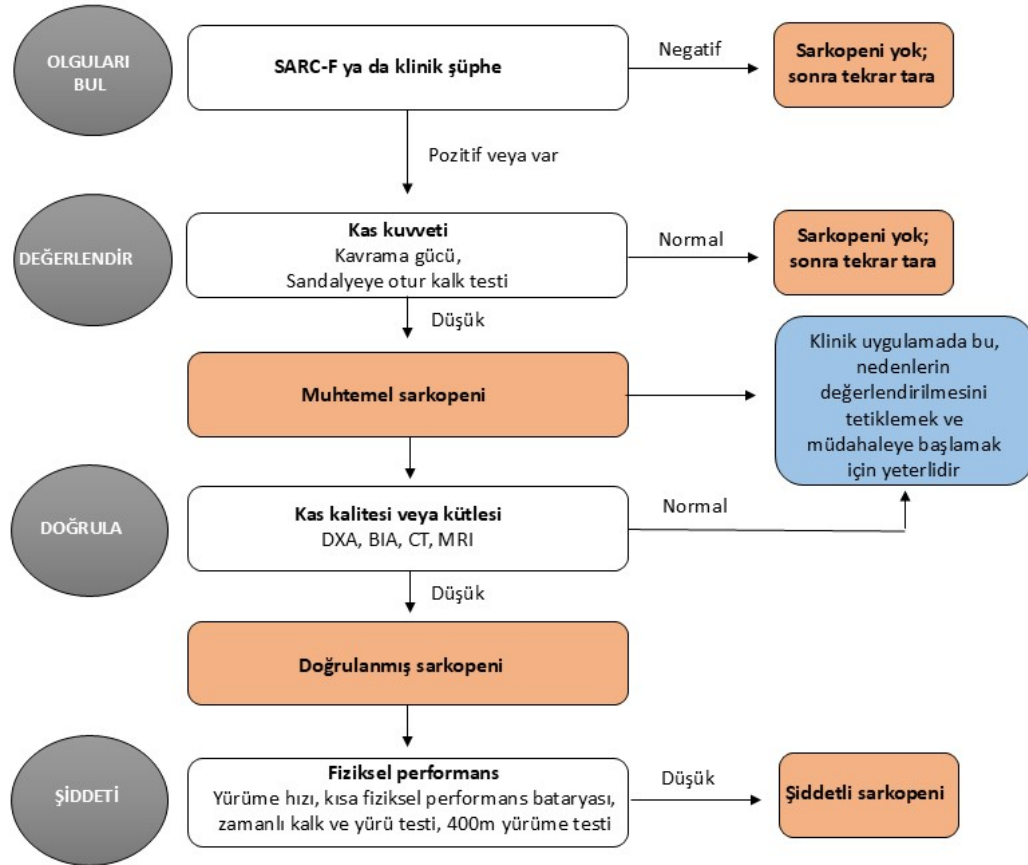 OLGULARI
BUL
SARC-F ya da klinik şüphe
Negatif
Sarkopeni yok;
sonra tekrar tara
Pozitif veya var
DEĞERLENDİR
Kas kuvveti
Kavrama gücü,
Sandalyeye otur kalk testi
Normal
Sarkopeni yok;
sonra tekrar tara
Düşük
Muhtemel sarkopeni
Klinik uygulamada bu,
nedenlerin
değerlendirilmesini
tetiklemek ve
müdahaleye başlamak
için yeterlidir
DOĞRULA
Kas kalitesi veya kütlesi
DXA, BIA, CT, MRI
Normal
Düşük
Doğrulanmış sarkopeni
ŞİDDETİ
Fiziksel performans
Yürüme hızı, kısa fiziksel performans bataryası,
zamanlı kalk ve yürü testi, 400m yürüme testi
Düşük
Şiddetli sarkopeni